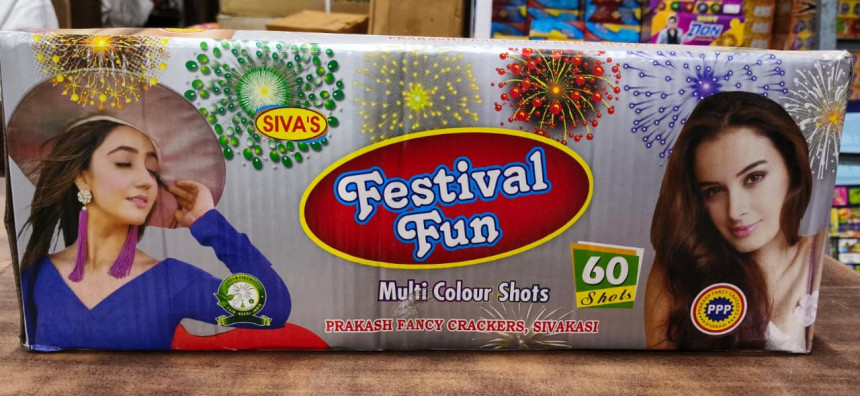 SIVA'S
Festival
Fun
60
Shots
Multi Colour Shots
PRAKASH FANCY CRACKERS, SIVAKASI
PPP